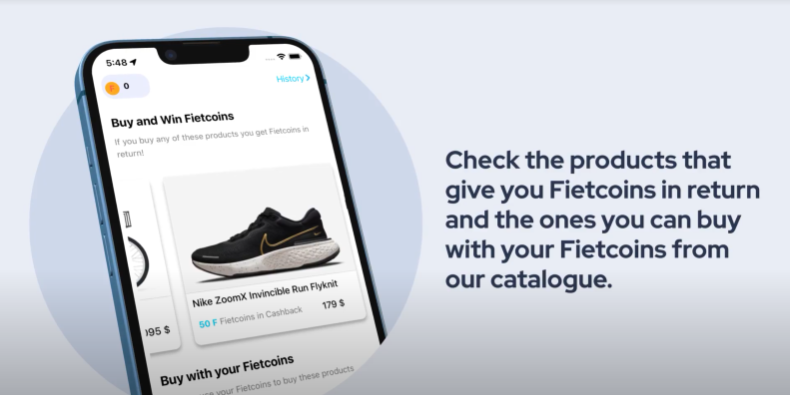 5:48
0
History
Buy and Win Fietcoins
If you buy any of these products you get Fietcoins in
return!
Nike ZoomX Invincible Run Flyknit
50 F Fietcoins in Cashback
179 $
95 $
Buy with your Fietcoins
your Fietcoins to buy these products
Check the products that
give you Fietcoins in return
and the ones you can buy
with your Fietcoins from
our catalogue.